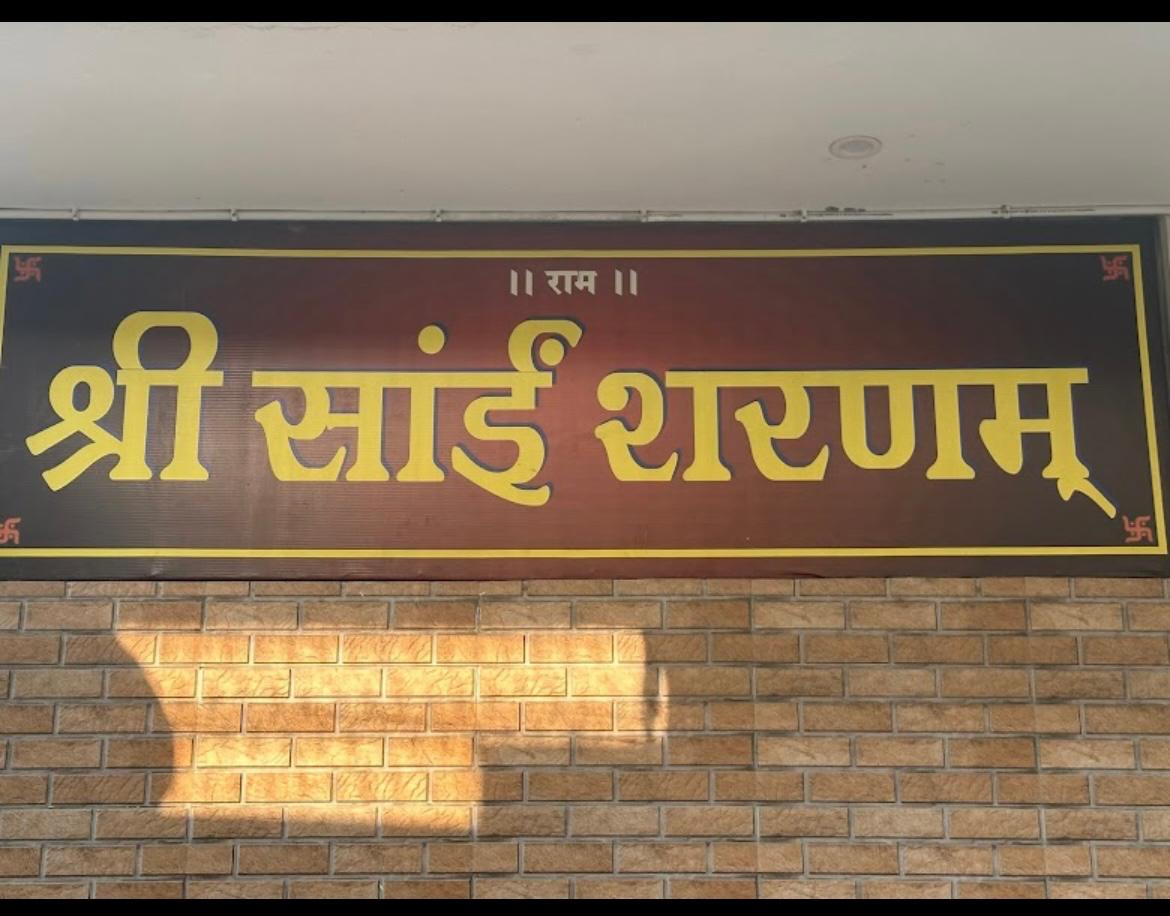 || राम ||
श्री सांईं शरणम्